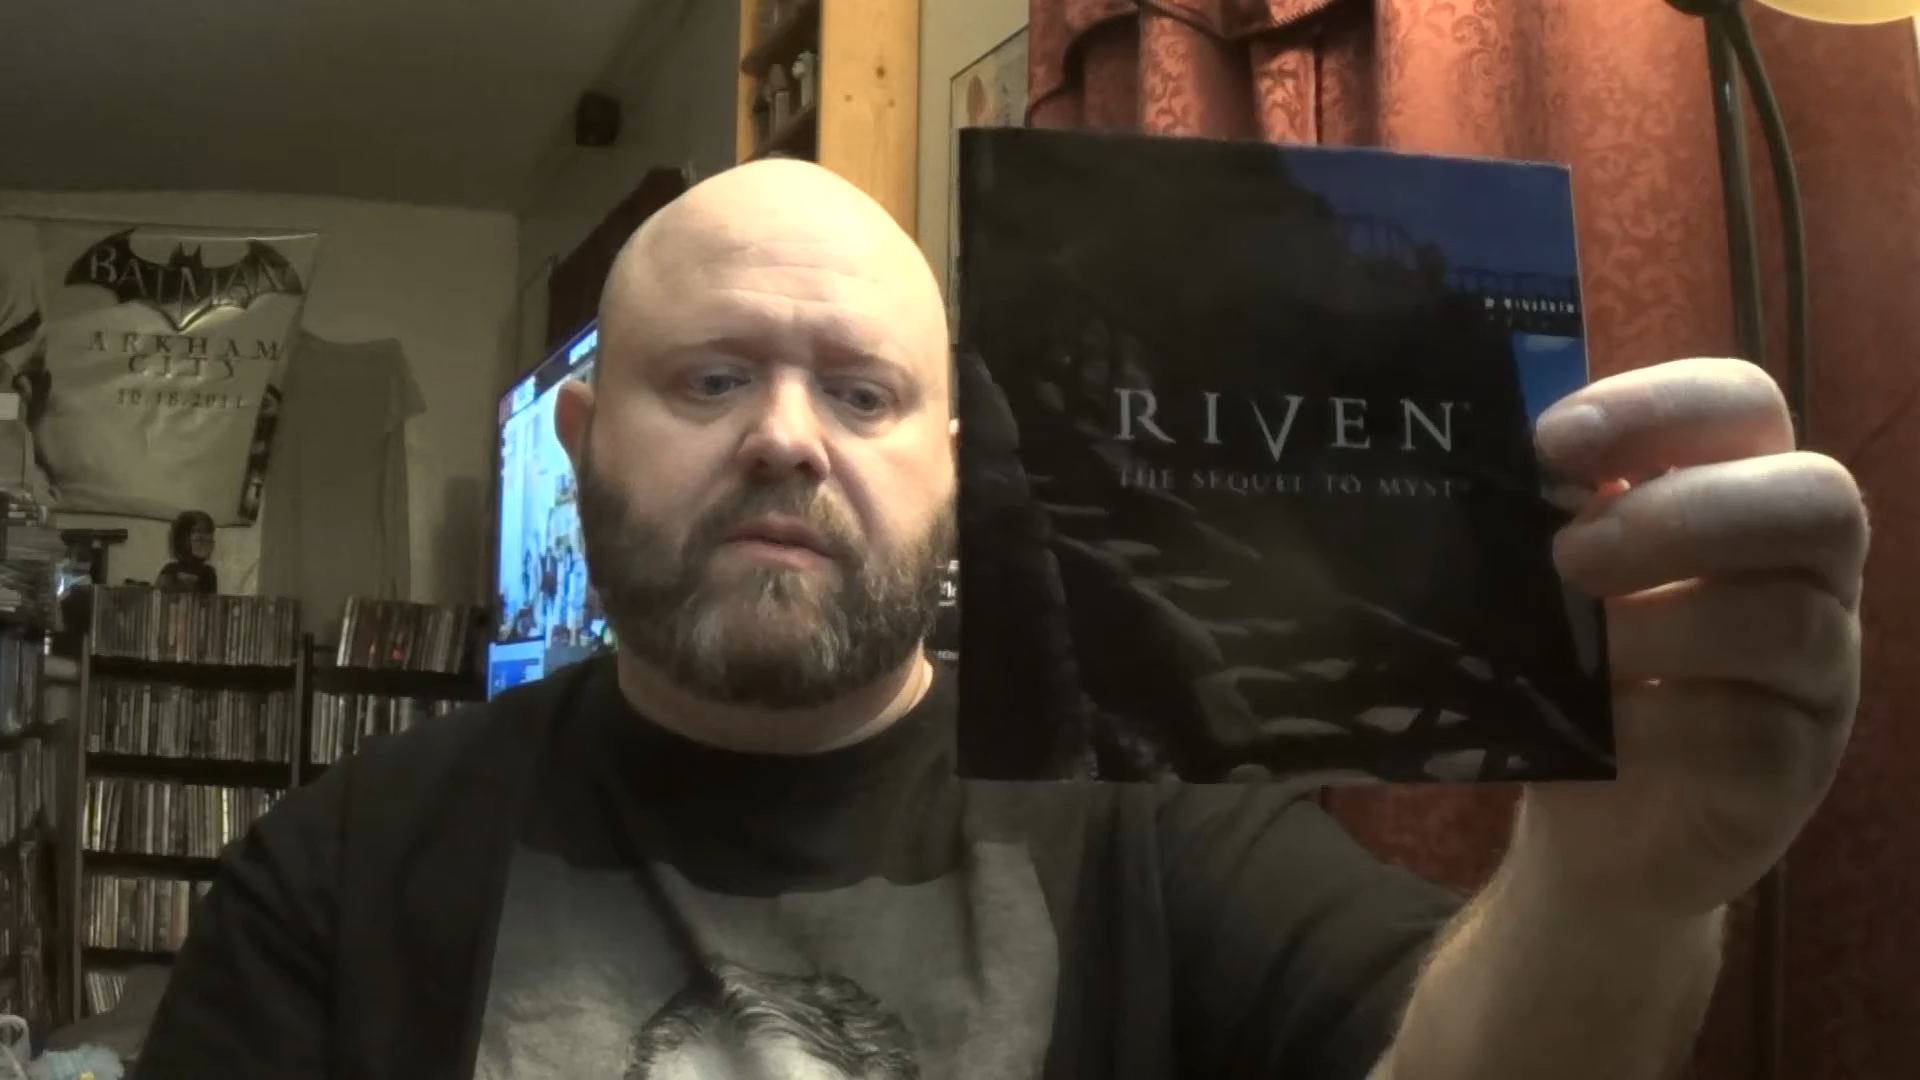 BATMAN
ARKHAM
CITY
10.18.2011
RIVEN
THE SEQUEL TO MYST